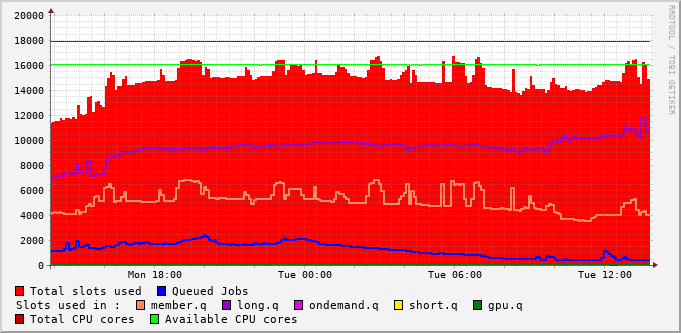 20000
18000
16000
14000
12000
10000
8000
6000
4000
2000
0
Mon 18:00 Tue 00:00 Tue 06:00 Tue 12:00
RRDTOOL / TOBI OETIKER
Total slots used Queued Jobs
Slots used in : member.q long.q ondemand.q short.q gpu.q
Total CPU cores Available CPU cores